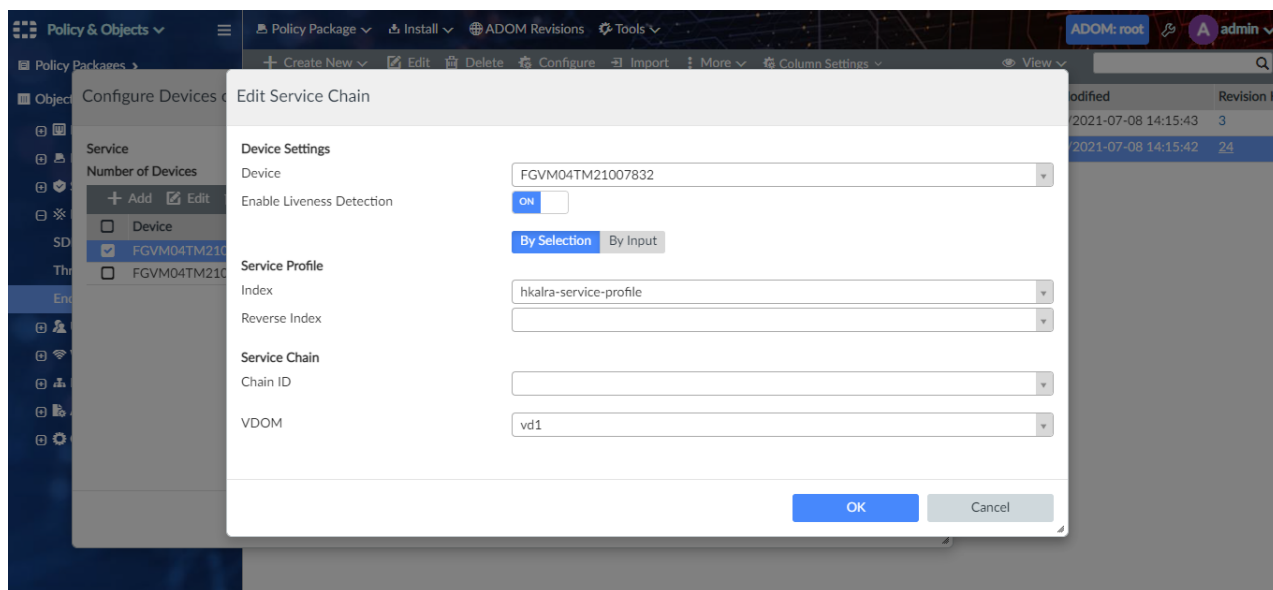 Policy & Objects
Policy Package Install ADOM Revisions Tools ADOM: root A admin
Policy Packages
Create New Edit Delete Configure Import More Column Settings View
Object
Configure Devices
Edit Service Chain
odified Revision
/2021-07-08 14:15:43 3
/2021-07-08 14:15:42 24
Service
Number of Devices
Add Edit
Device
FGVM04TM210
FGVM04TM210
SD
Thr
Device Settings
Device FGVM04TM21007832
Enable Liveness Detection ON
By Selection By Input
Service Profile
Index hkalra-service-profile
Reverse Index
Service Chain
Chain ID
VDOM vd1
OK Cancel